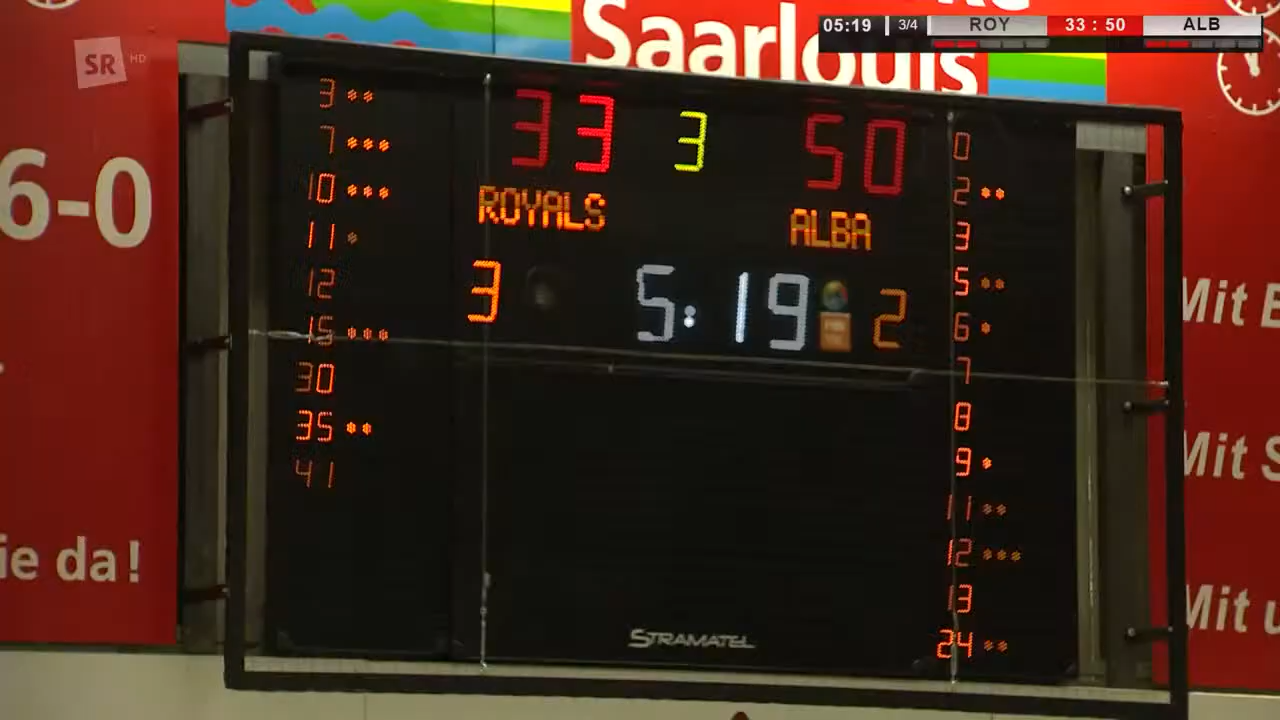 Saarlouis
05:19 3/4 ROY 33 : 50 ALB
SR HD
6-0
ie da!
33 3 50
ROYALS ALBA
3 5:19 2
3 **
7 ***
10 ***
11 *
12
15 ***
30
35 **
41
0
2 **
3
5 **
6 *
7
8
9 *
11 **
12 ***
13
24 **
STRAMATEL
Mit
Mit
Mit